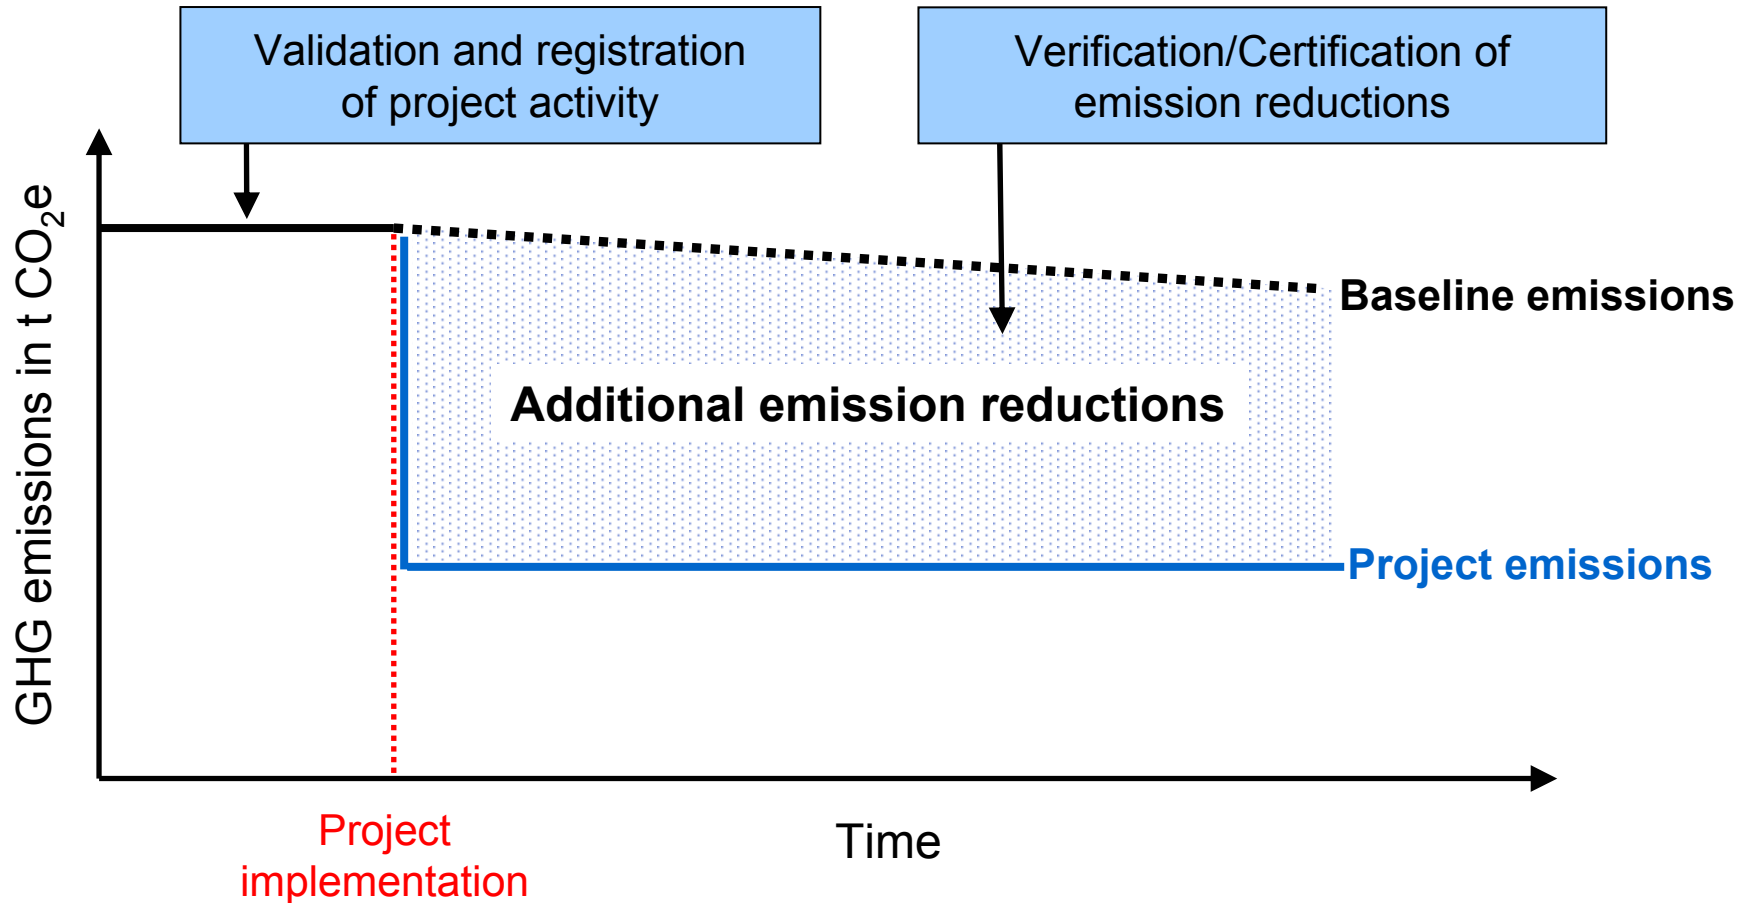 Validation and registration
of project activity
Verification/Certification of
emission reductions
GHG emissions in t CO₂e
Baseline emissions
Additional emission reductions
Project emissions
Project
implementation
Time